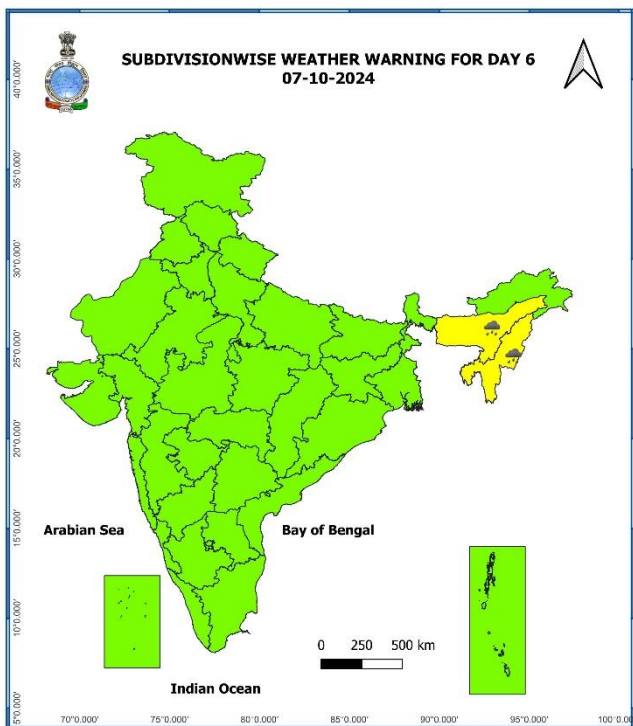 SUBDIVISIONWISE WEATHER WARNING FOR DAY 6
07-10-2024
40°0.000'
35°0.000'
30°0.000'
25°0.000'
20°0.000'
15°0.000'
10°0.000'
5°0.000'
Arabian Sea
Bay of Bengal
0 250 500 km
Indian Ocean
70°0.000' 75°0.000' 80°0.000' 85°0.000' 90°0.000' 95°0.000' 100°0.0